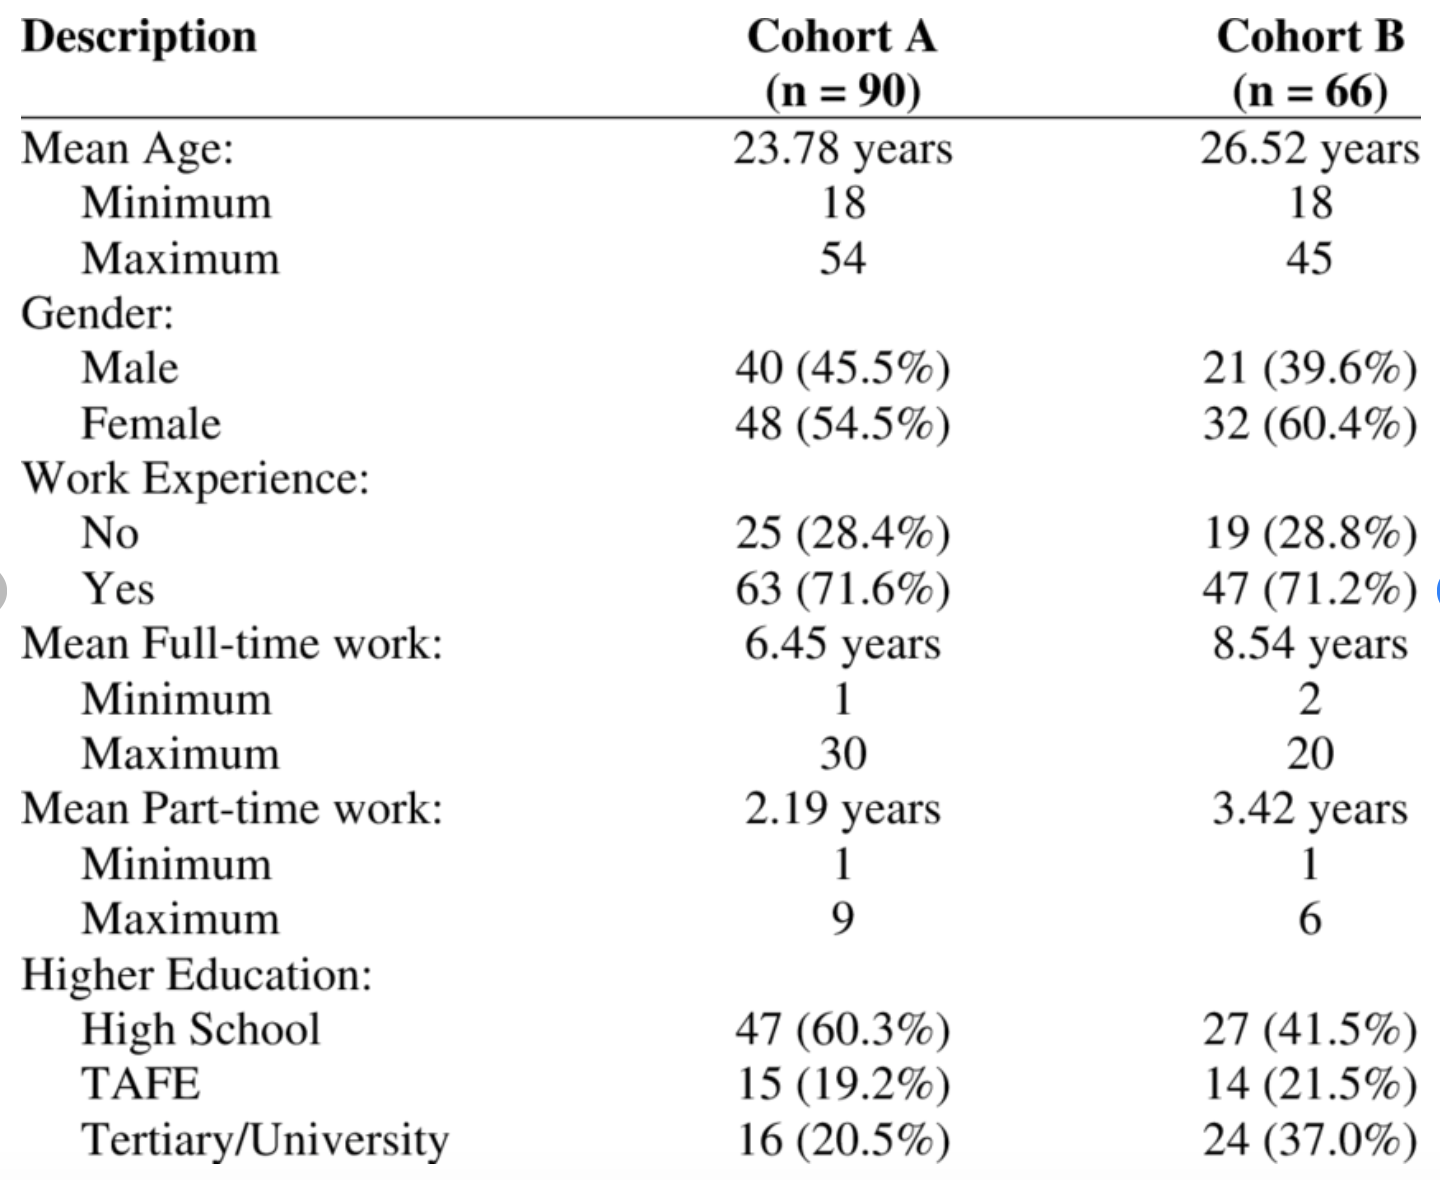 Description Cohort A Cohort B
(n = 90) (n = 66)
Mean Age: 23.78 years 26.52 years
Minimum 18 18
Maximum 54 45
Gender:
Male 40 (45.5%) 21 (39.6%)
Female 48 (54.5%) 32 (60.4%)
Work Experience:
No 25 (28.4%) 19 (28.8%)
Yes 63 (71.6%) 47 (71.2%)
Mean Full-time work: 6.45 years 8.54 years
Minimum 1 2
Maximum 30 20
Mean Part-time work: 2.19 years 3.42 years
Minimum 1 1
Maximum 9 6
Higher Education:
High School 47 (60.3%) 27 (41.5%)
TAFE 15 (19.2%) 14 (21.5%)
Tertiary/University 16 (20.5%) 24 (37.0%)